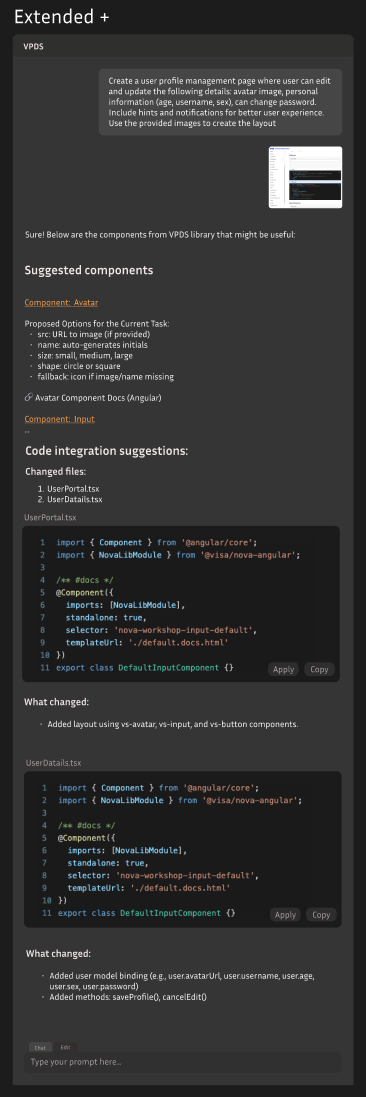 Extended +
VPDS
Create a user profile management page where user can edit
and update the following details: avatar image, personal
information (age, username, sex), can change password.
Include hints and notifications for better user experience.
Use the provided images to create the layout
Sure! Below are the components from VPDS library that might be useful:
Suggested components
Component: Avatar
Proposed Options for the Current Task:
• src: URL to image (if provided)
• name: auto-generates initials
• size: small, medium, large
• shape: circle or square
• fallback: icon if image/name missing
Avatar Component Docs (Angular)
Component: Input
...
Code integration suggestions:
Changed files:
1. UserPortal.tsx
2. UserDatails.tsx
UserPortal.tsx
1 import { Component } from '@angular/core';
2 import { NovaLibModule } from '@visa/nova-angular';
3
4 /** #docs */
5 @Component({
6 imports: [NovaLibModule],
7 standalone: true,
8 selector: 'nova-workshop-input-default',
9 templateUrl: './default.docs.html'
10 })
11 export class DefaultInputComponent {}
Apply Copy
What changed:
• Added layout using vs-avatar, vs-input, and vs-button components.
UserDatails.tsx
1 import { Component } from '@angular/core';
2 import { NovaLibModule } from '@visa/nova-angular';
3
4 /** #docs */
5 @Component({
6 imports: [NovaLibModule],
7 standalone: true,
8 selector: 'nova-workshop-input-default',
9 templateUrl: './default.docs.html'
10 })
11 export class DefaultInputComponent {}
Apply Copy
What changed:
• Added user model binding (e.g., user.avatarUrl, user.username, user.age,
user.sex, user.password)
• Added methods: saveProfile(), cancelEdit()
Chat Edit
Type your prompt here...